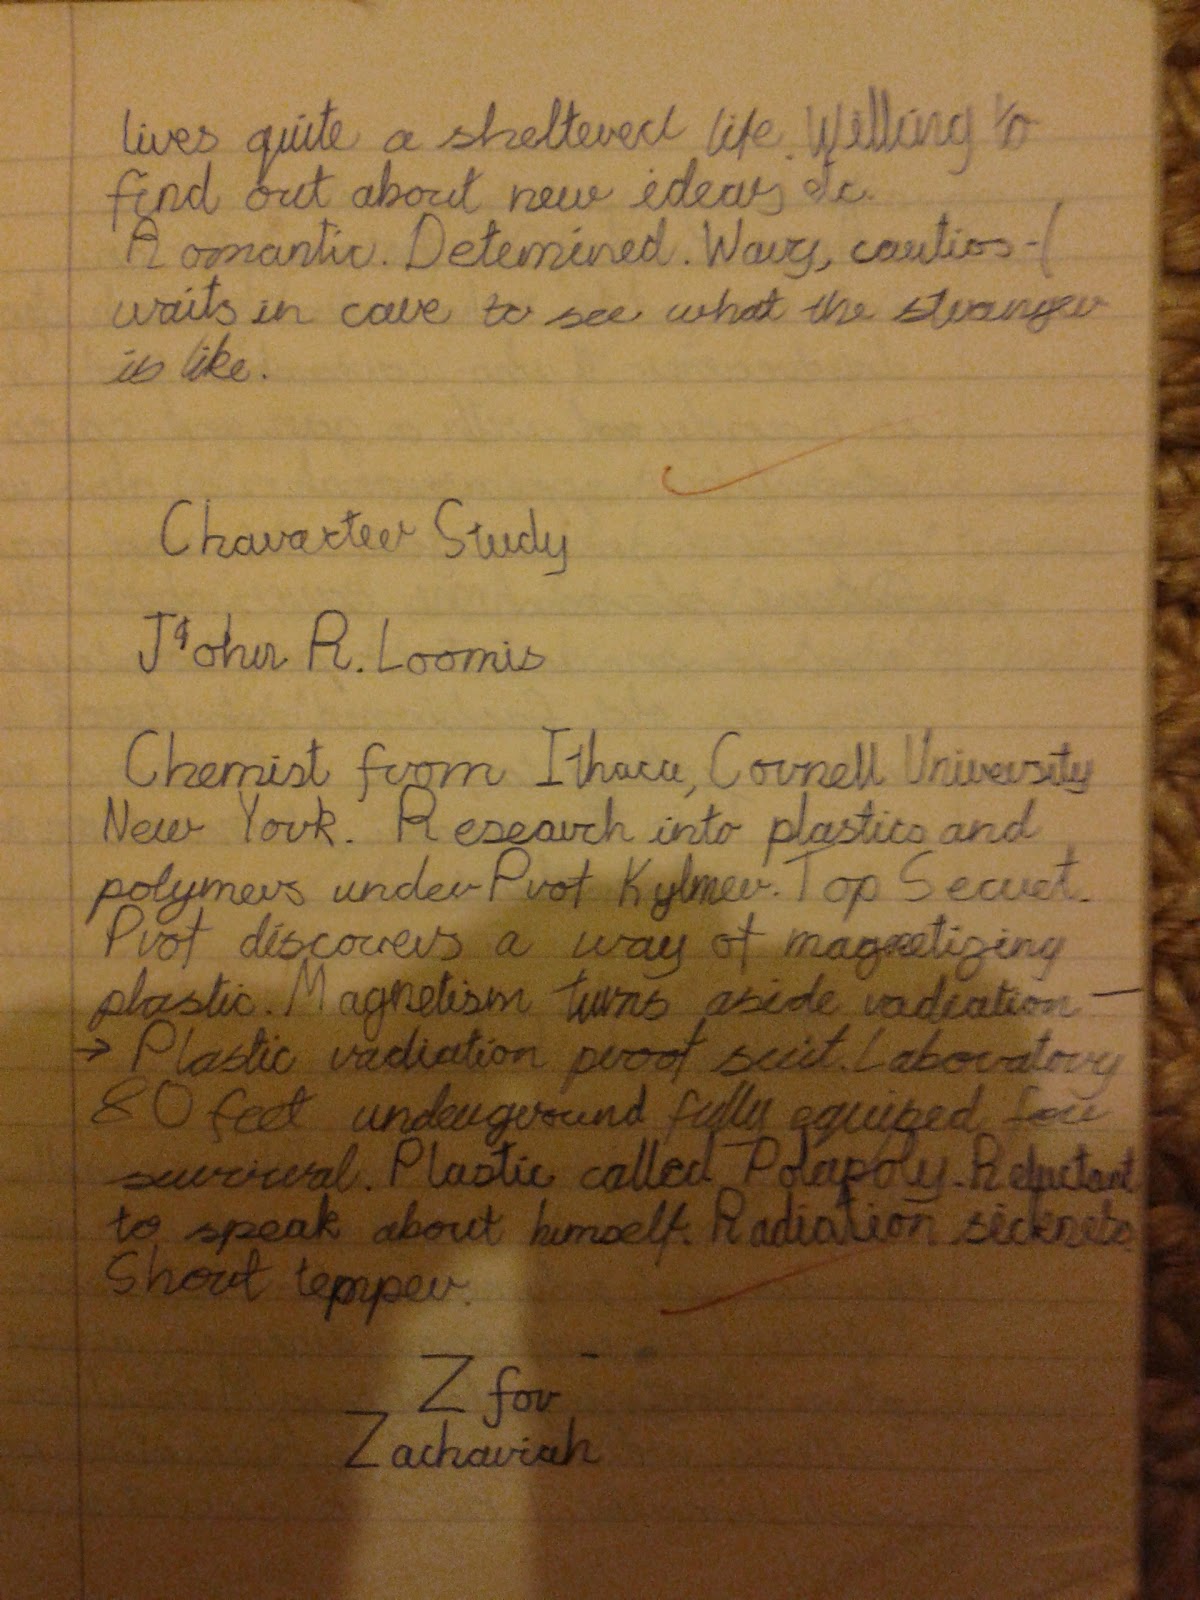 lives quite a sheltered life. Willing to
find out about new ideas etc.
Romantic. Detemined. Wary, cautios -(
waits in cave to see what the stranger
is like.
Character Study
John R. Loomis
Chemist from Ithaca, Cornell University
New York. Research into plastics and
polymers under Prof Kylmer. Top Secret.
Prof discovers a way of magnetizing
plastic. Magnetism turns aside radiation —
→ Plastic radiation proof suit. Laboratory
80 feet underground fully equiped for
survival. Plastic called Polapoly. Reluctant
to speak about himself. Radiation sickness.
Short temper.
Z for
Zachariah